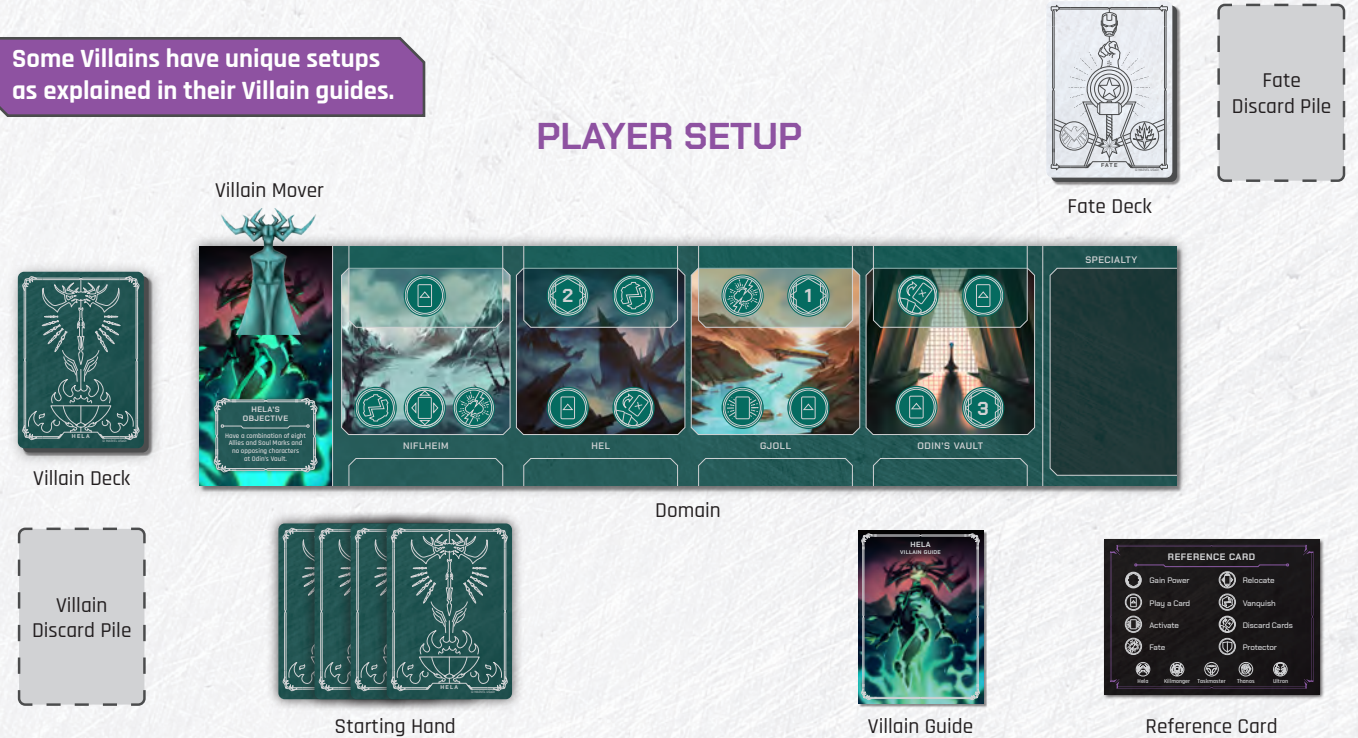 Some Villains have unique setups
as explained in their Villain guides.
PLAYER SETUP
FATE
Fate Deck
Fate
Discard Pile
Villain Mover
HELA
Villain Deck
HELA'S
OBJECTIVE
Have a combination of eight
Allies and Soul Marks and
no opposing characters
at Odin's Vault.
2
1
3
NIFLHEIM
HEL
GJOLL
ODIN'S VAULT
SPECIALTY
Domain
Villain
Discard Pile
HELA
Starting Hand
HELA
VILLAIN GUIDE
Villain Guide
REFERENCE CARD
Gain Power
Relocate
Play a Card
Vanquish
Activate
Discard Cards
Fate
Protector
Hela
Killmonger
Taskmaster
Thanos
Ultron
Reference Card